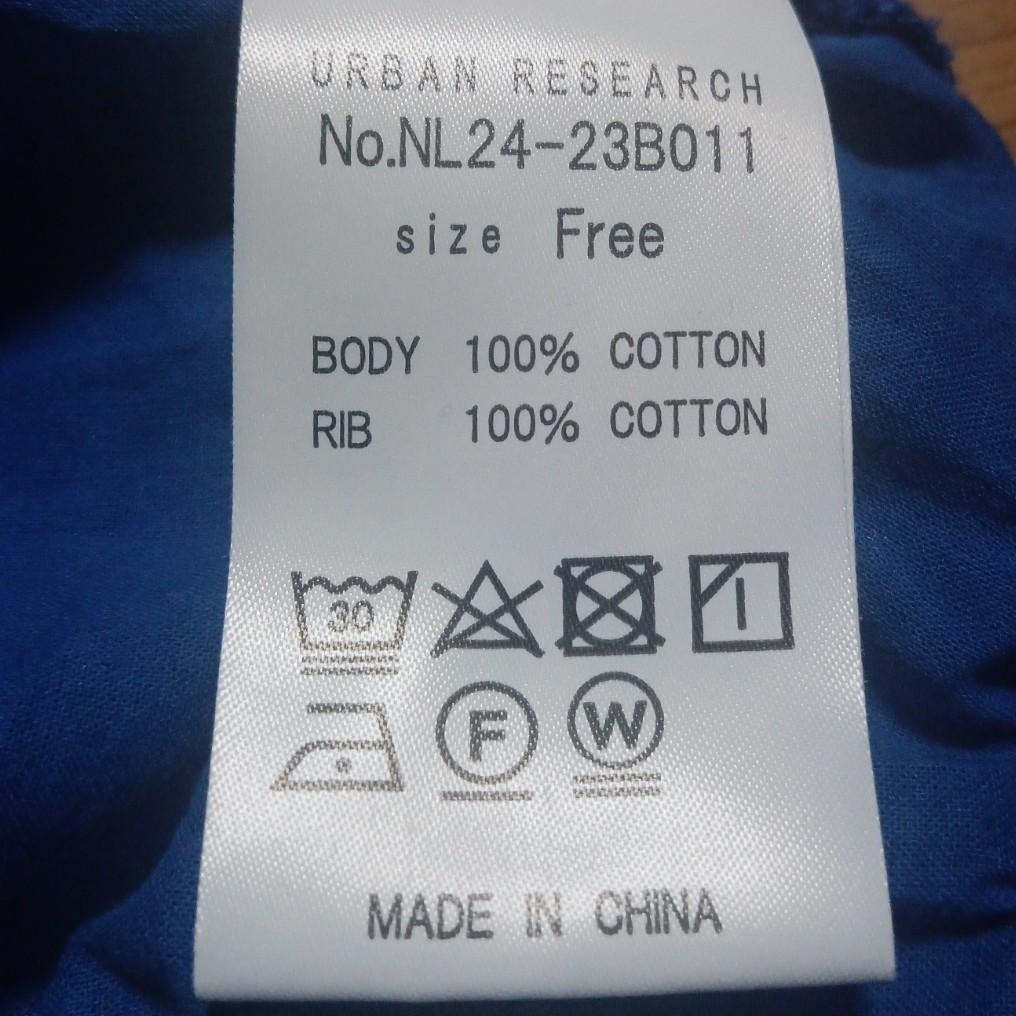 URBAN RESEARCH
No.NL24-23B011
size Free
BODY 100% COTTON
RIB 100% COTTON
30
F W
MADE IN CHINA